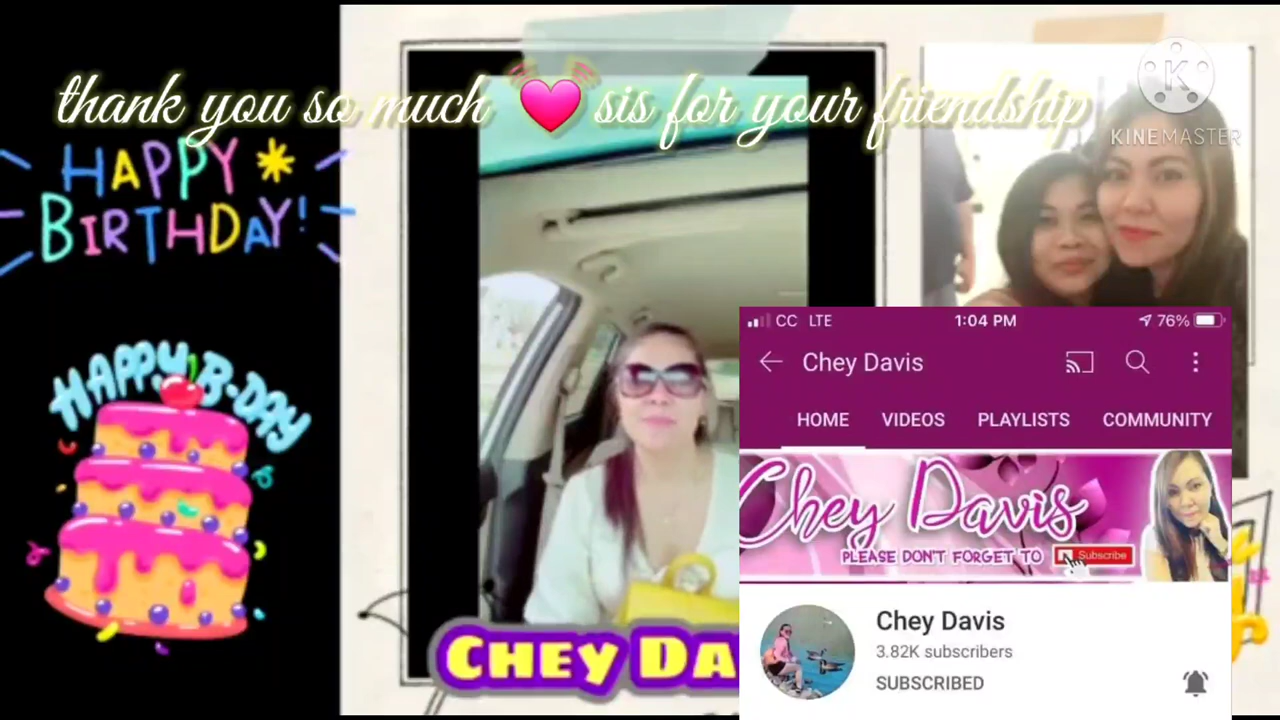 thank you so much sis for your friendship
KINEMASTER
HAPPY
BIRTHDAY!
HAPPY B-DAY
CC LTE 1:04 PM 76%
Chey Davis
HOME VIDEOS PLAYLISTS COMMUNITY
Chey Davis
PLEASE DON'T FORGET TO Subscribe
CHEY DA
Chey Davis
3.82K subscribers
SUBSCRIBED